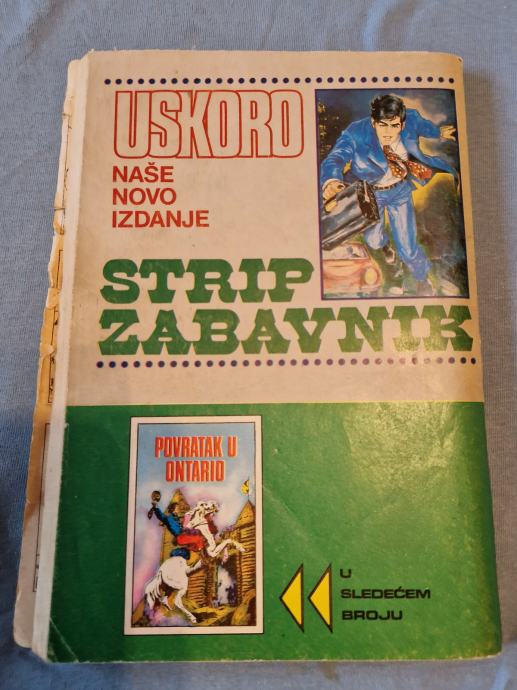 USKORO
NAŠE
NOVO
IZDANJE
STRIP
ZABAVNIK
POVRATAK U
ONTARIO
U
SLEDEĆEM
BROJU